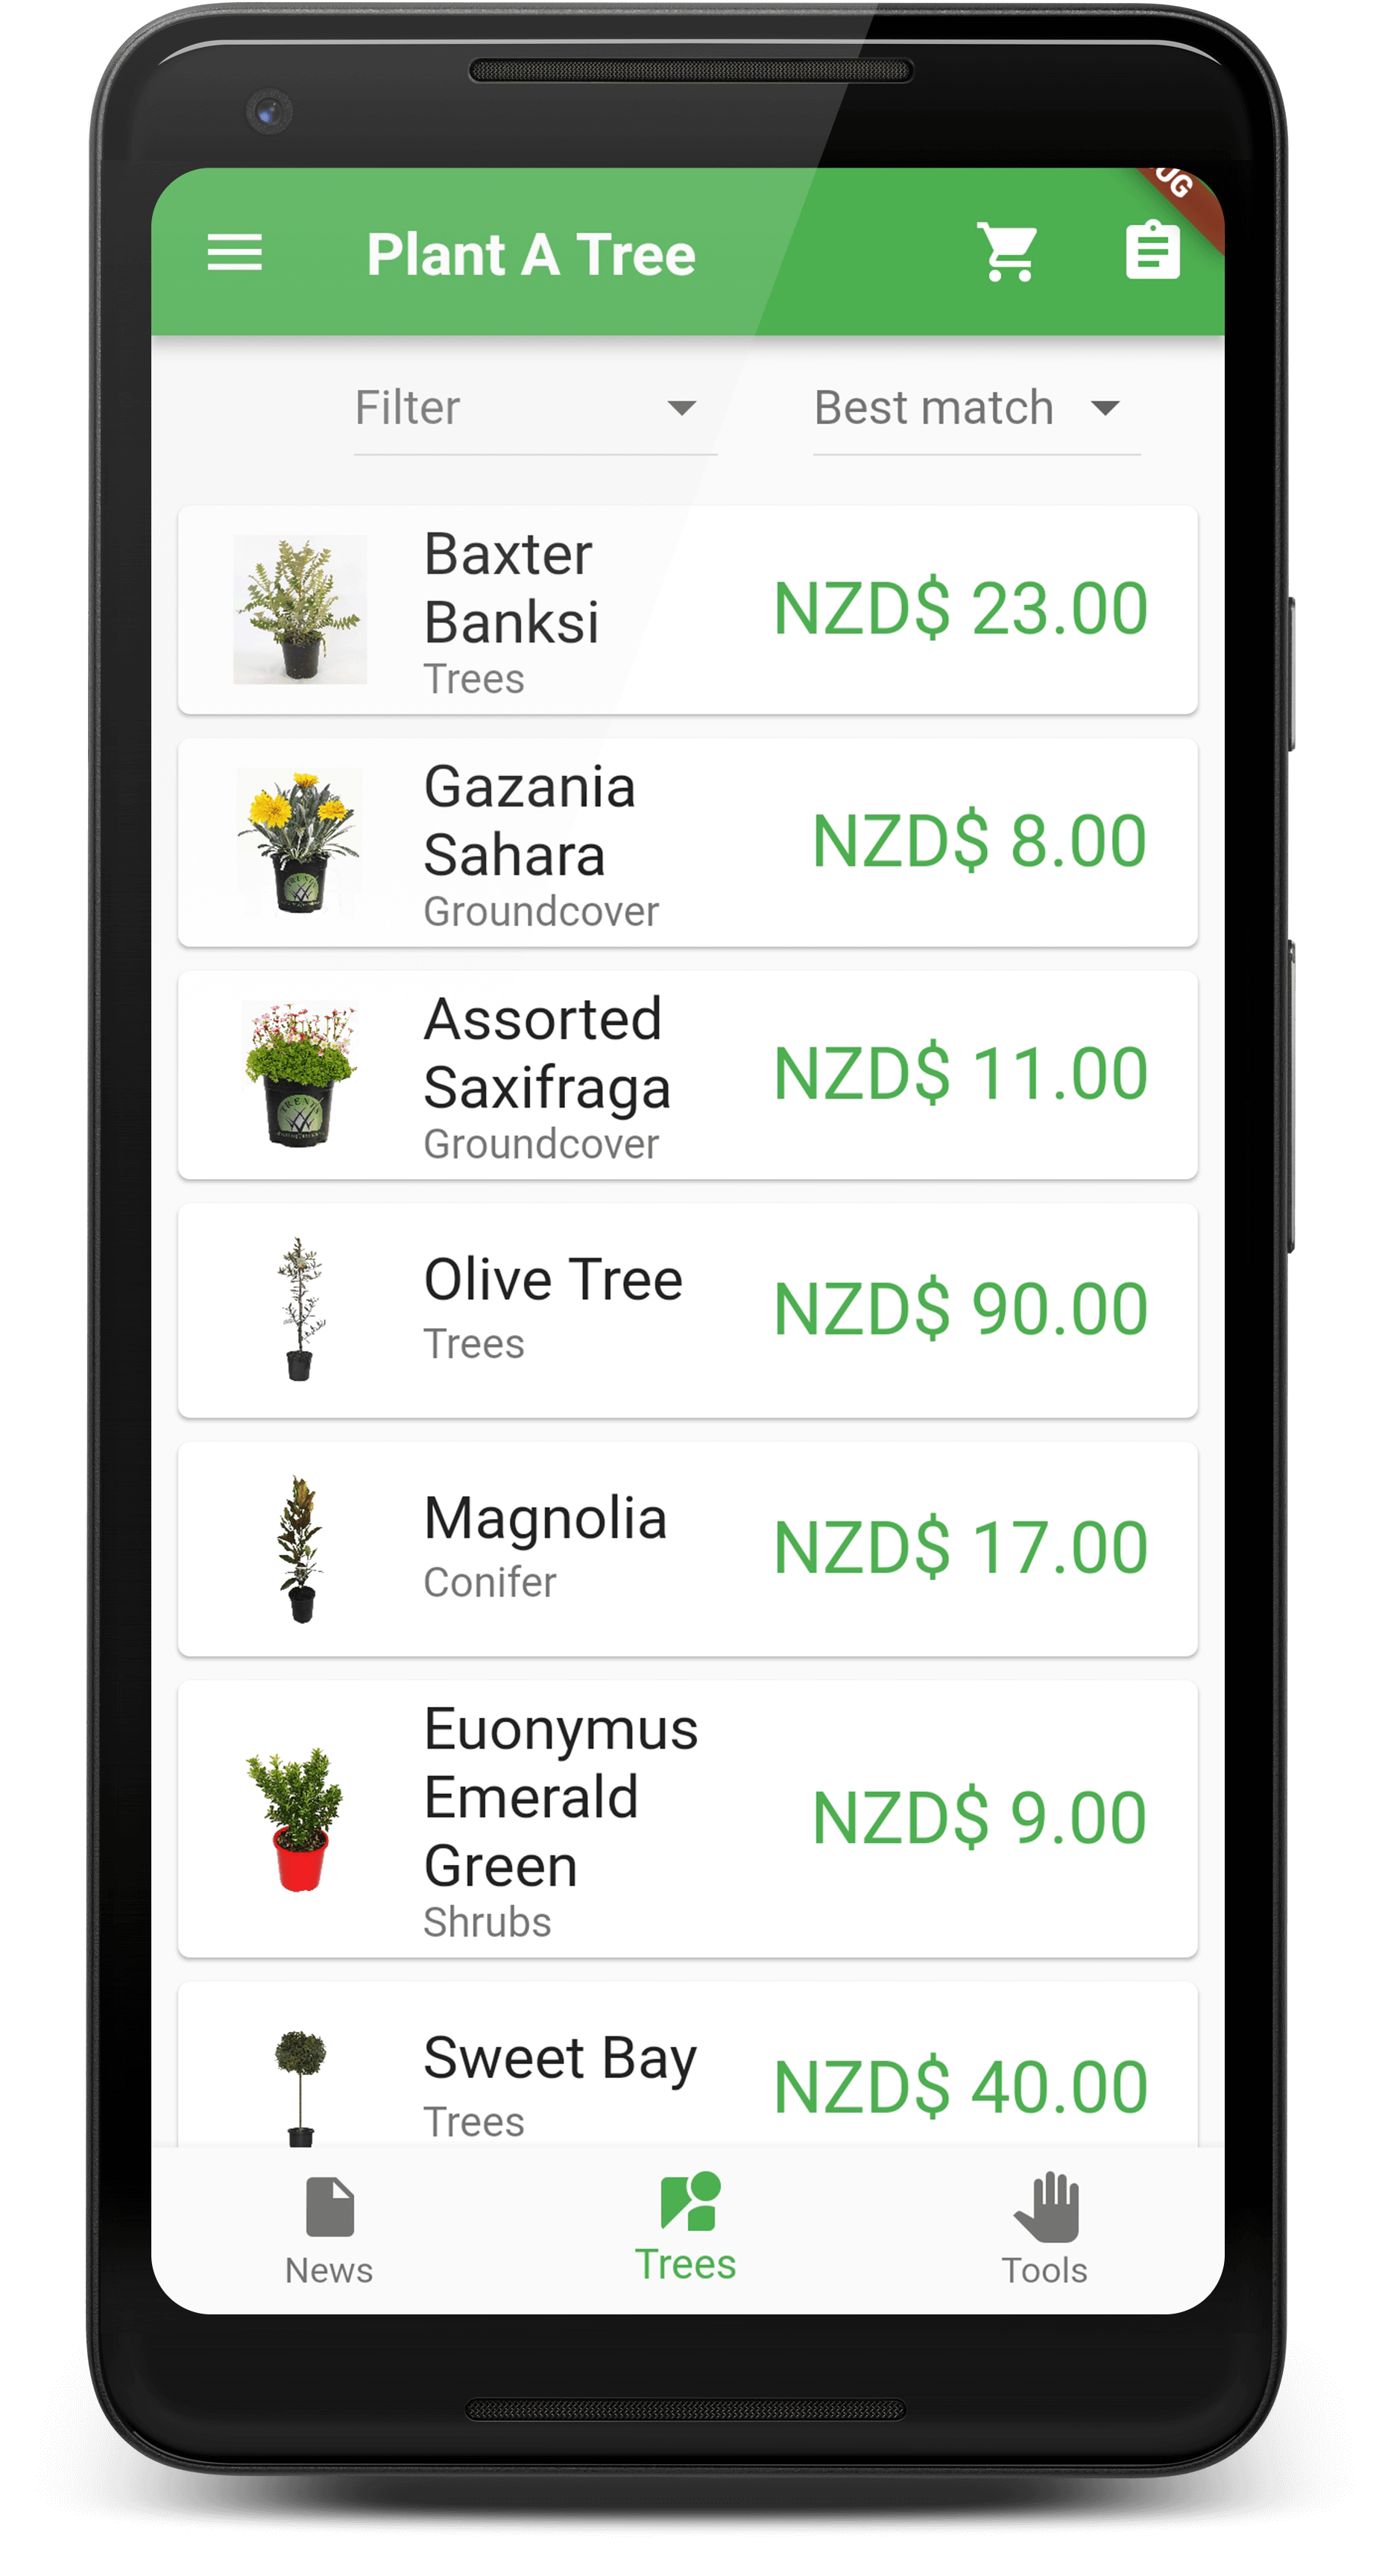 Plant A Tree
UG
Filter
Best match
Baxter
Banksi
Trees
NZD$ 23.00
Gazania
Sahara
Groundcover
NZD$ 8.00
Assorted
Saxifraga
Groundcover
NZD$ 11.00
Olive Tree
Trees
NZD$ 90.00
Magnolia
Conifer
NZD$ 17.00
Euonymus
Emerald
Green
Shrubs
NZD$ 9.00
Sweet Bay
Trees
NZD$ 40.00
News
Trees
Tools